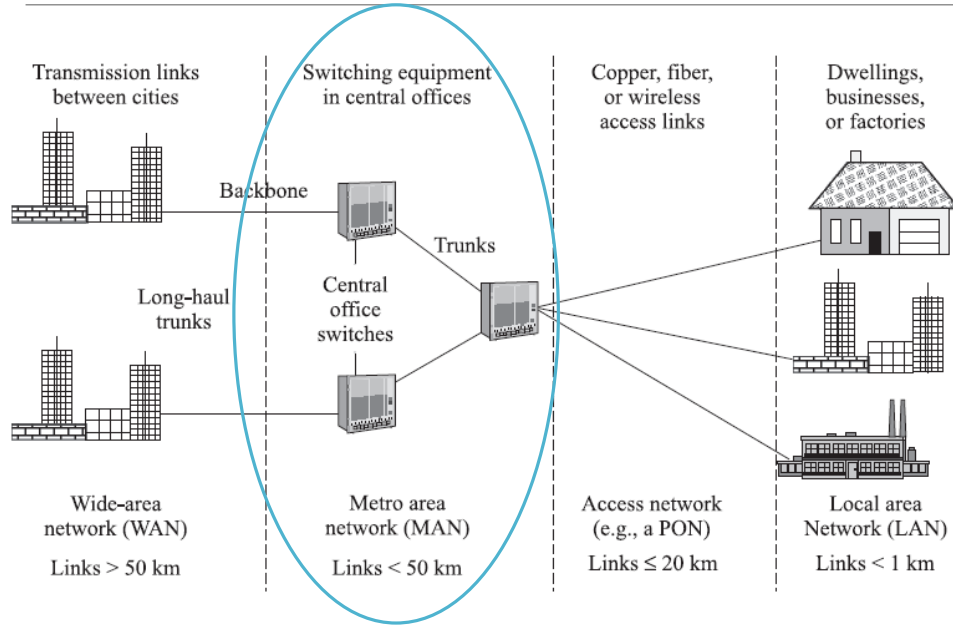 Transmission links
between cities
Switching equipment
in central offices
Copper, fiber,
or wireless
access links
Dwellings,
businesses,
or factories
Backbone
Trunks
Long-haul
trunks
Central
office
switches
Wide-area
network (WAN)
Links > 50 km
Metro area
network (MAN)
Links < 50 km
Access network
(e.g., a PON)
Links ≤ 20 km
Local area
Network (LAN)
Links < 1 km